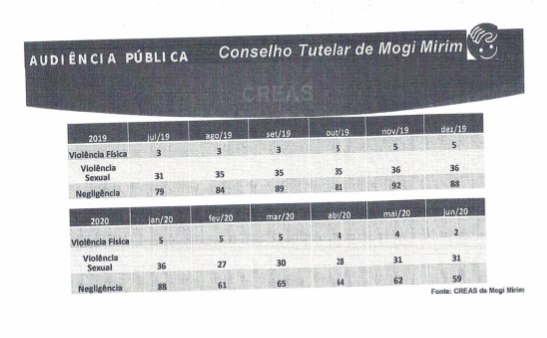 AUDIÊNCIA PÚBLICA
Conselho Tutelar de Mogi Mirim
CREAS
2019 jul/19 ago/19 set/19 out/19 nov/19 dez/19
Violência Física 3 3 3 5 5 5
Violência
Sexual 31 35 35 35 36 36
Negligência 79 84 89 81 92 88
2020 jan/20 fev/20 mar/20 abr/20 mai/20 jun/20
Violência Física 5 5 5 4 4 2
Violência
Sexual 36 27 30 28 31 31
Negligência 88 61 65 64 62 59
Fonte: CREAS de Mogi Mirim